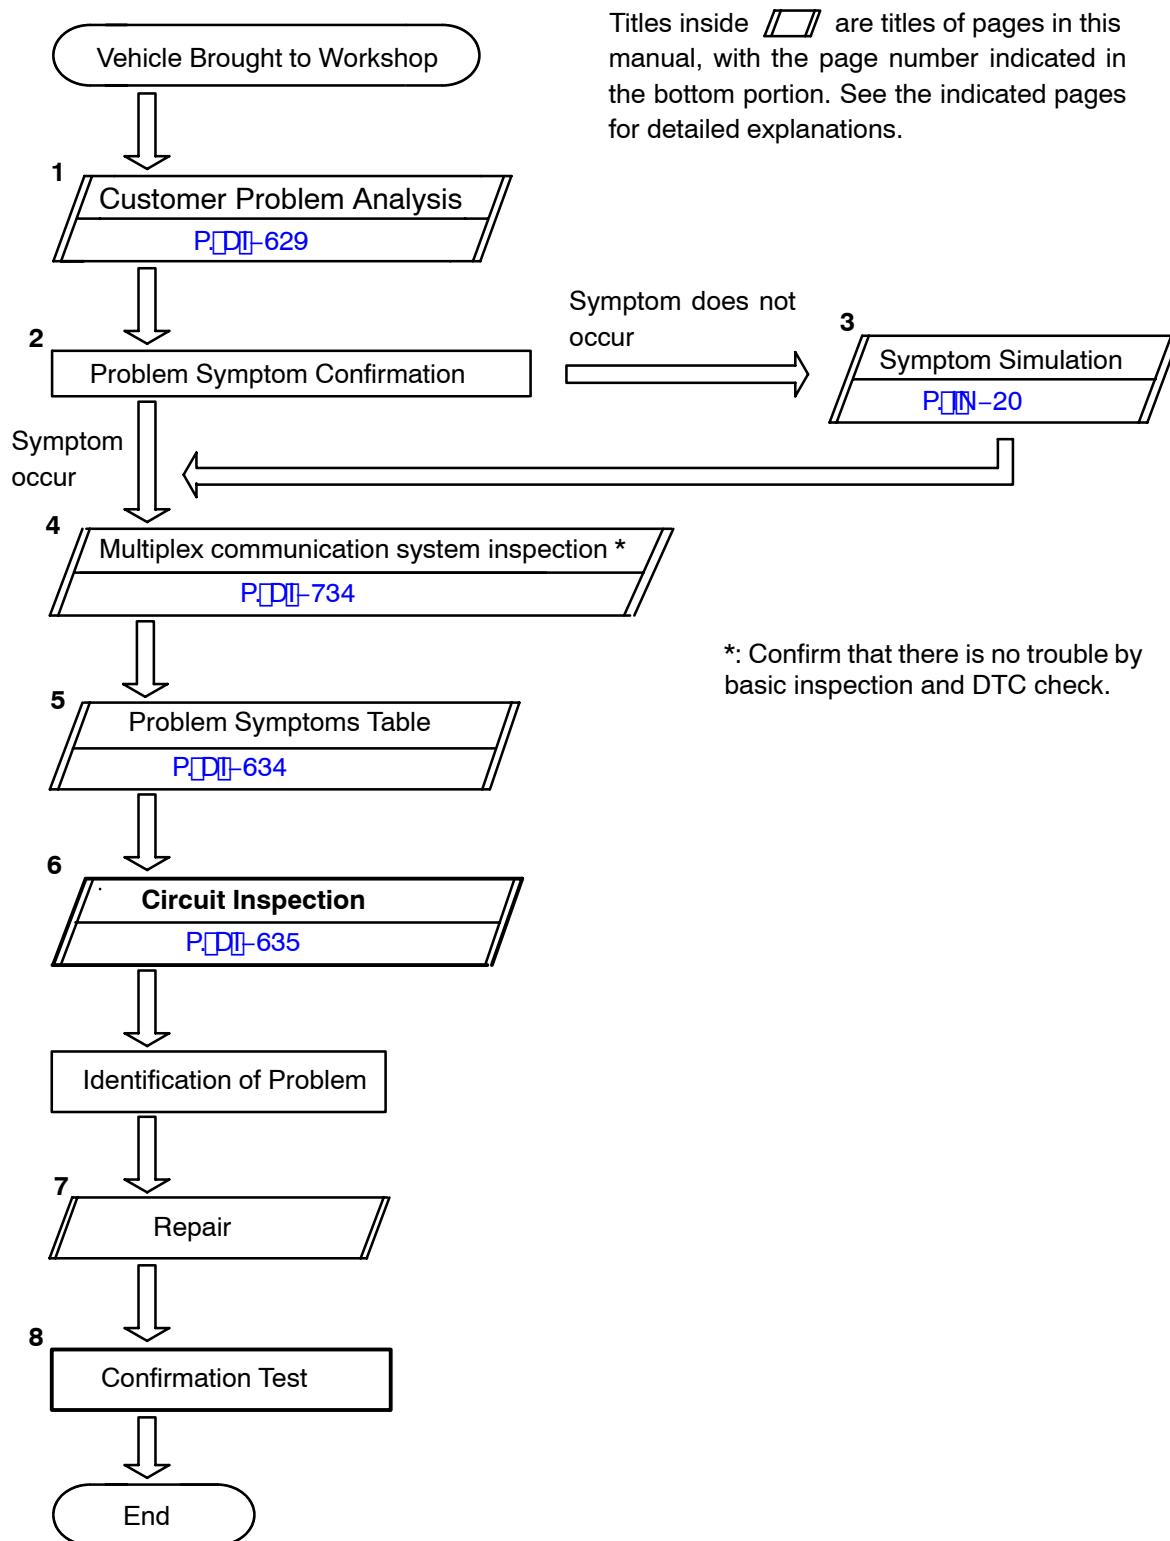 Vehicle Brought to Workshop
Titles inside are titles of pages in this
manual, with the page number indicated in
the bottom portion. See the indicated pages
for detailed explanations.
1
Customer Problem Analysis
P. DI–629
2
Problem Symptom Confirmation
Symptom does not
occur
3
Symptom Simulation
P. IN–20
Symptom
occur
4
Multiplex communication system inspection *
P. DI–734
*: Confirm that there is no trouble by
basic inspection and DTC check.
5
Problem Symptoms Table
P. DI–634
6
Circuit Inspection
P. DI–635
Identification of Problem
7
Repair
8
Confirmation Test
End